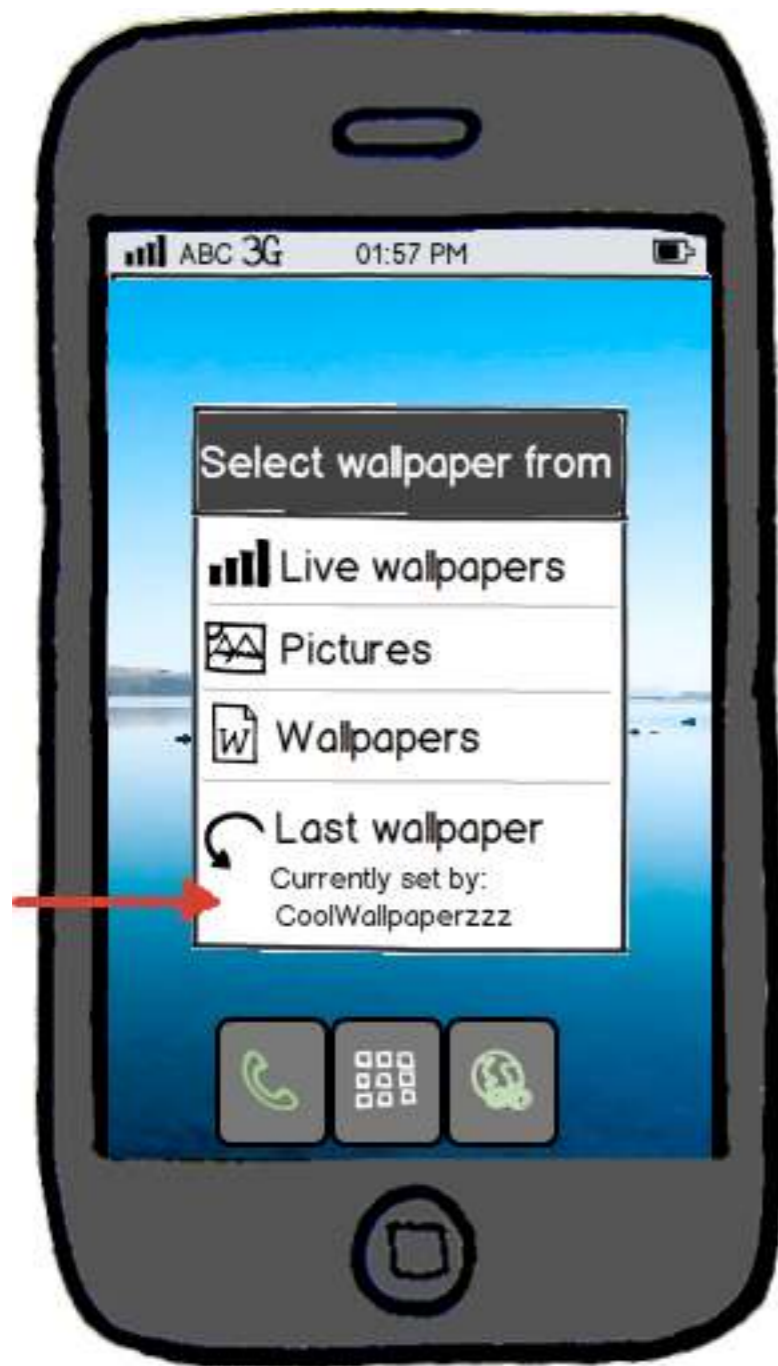 ABC 3G 01:57 PM
Select wallpaper from
Live wallpapers
Pictures
W Wallpapers
Last wallpaper
Currently set by:
CoolWallpaperzzz